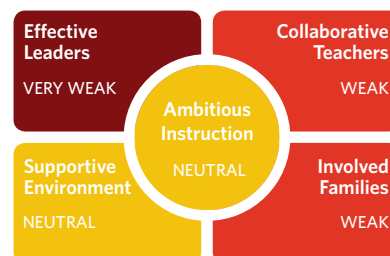 Effective
Leaders
VERY WEAK
Collaborative
Teachers
WEAK
Ambitious
Instruction
NEUTRAL
Supportive
Environment
NEUTRAL
Involved
Families
WEAK